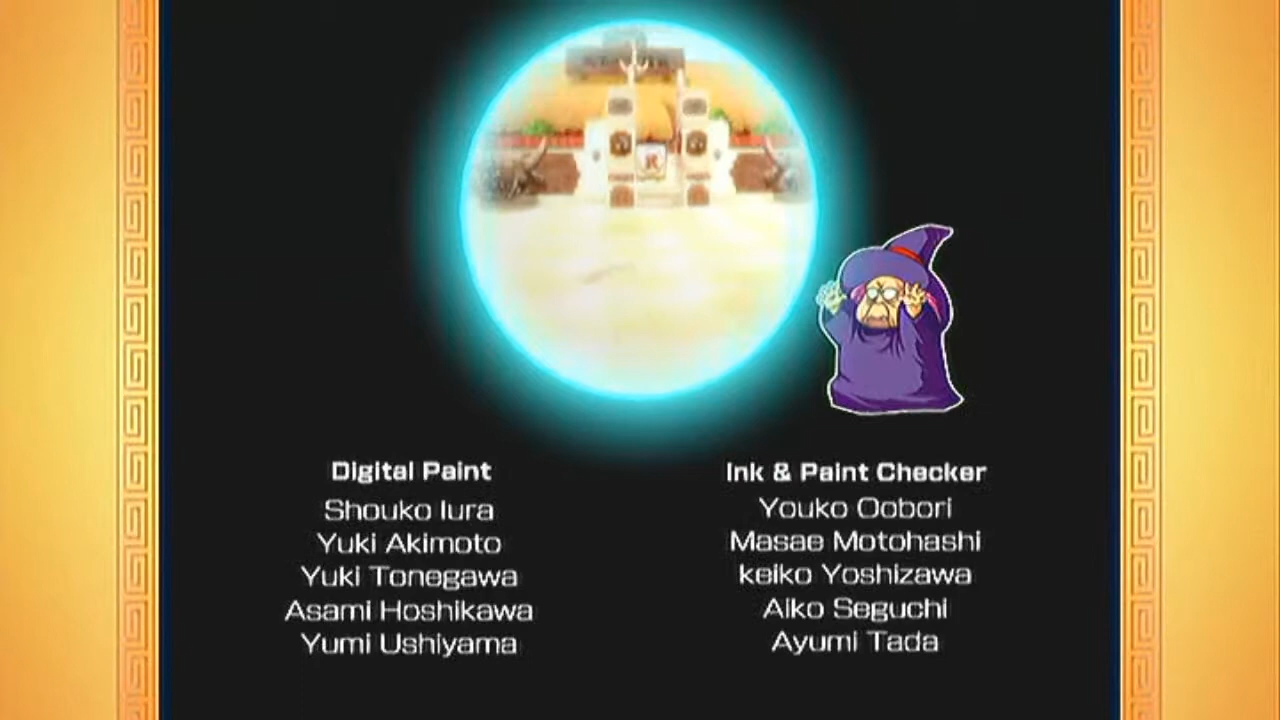 R
Digital Paint
Shouko Iura
Yuki Akimoto
Yuki Tonegawa
Asami Hoshikawa
Yumi Ushiyama
Ink & Paint Checker
Youko Oobori
Masae Motohashi
keiko Yoshizawa
Aiko Seguchi
Ayumi Tada